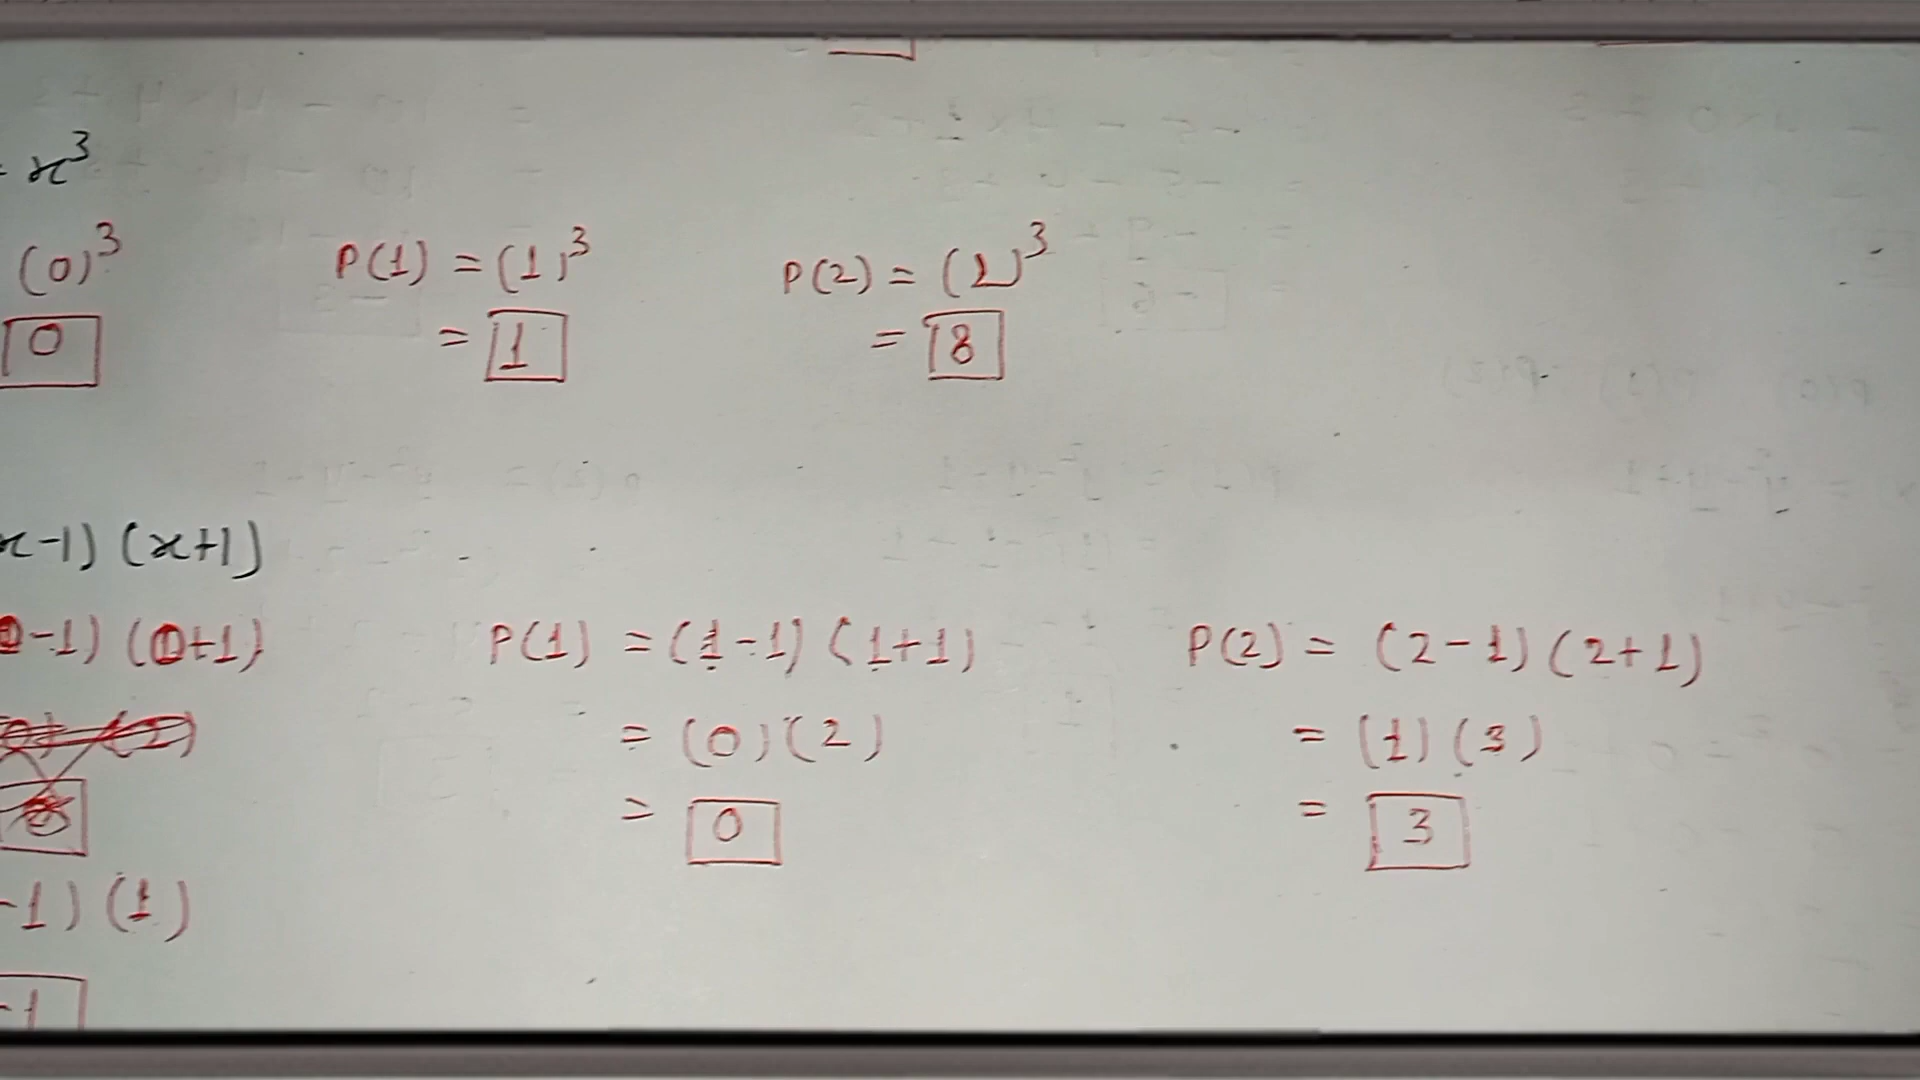 x³
(0)³ P(1) = (1)³ P(2) = (2)³
0 = 1 = 8
x-1) (x+1)
0-1) (0+1) P(1) = (1-1) (1+1) P(2) = (2-1) (2+1)
= (0) (2) = (1) (3)
= 0 = 3
-1) (1)
-1